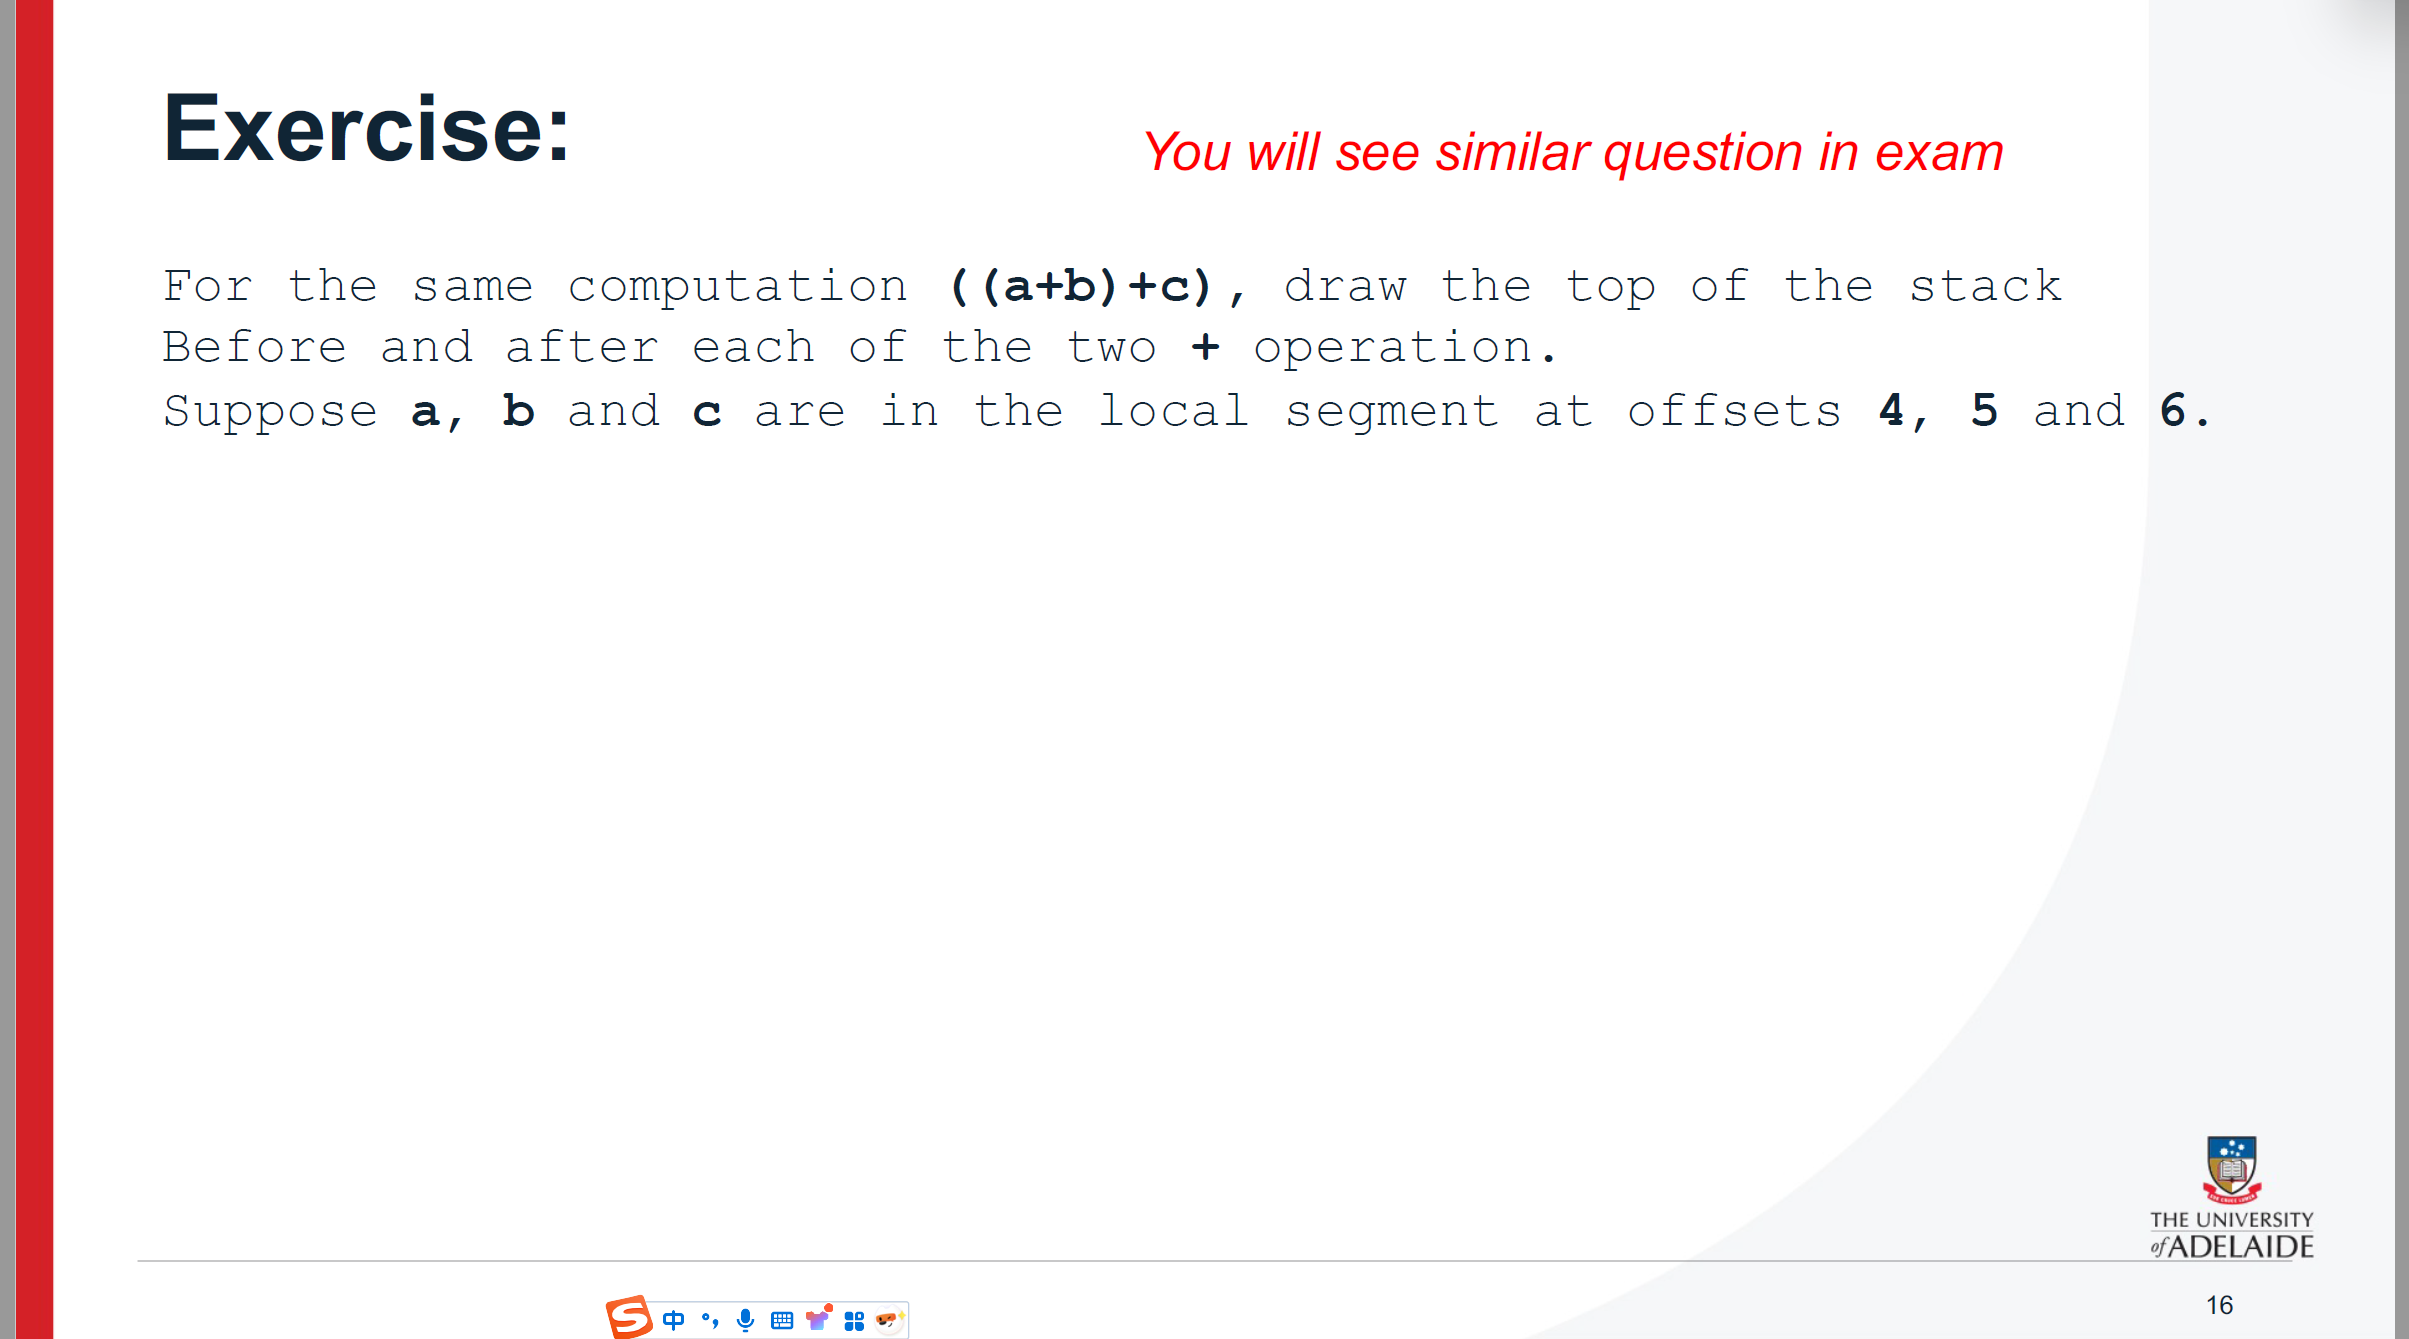 Exercise:
You will see similar question in exam
For the same computation ((a+b)+c), draw the top of the stack
Before and after each of the two + operation.
Suppose a, b and c are in the local segment at offsets 4, 5 and 6.
THE UNIVERSITY
of ADELAIDE
16
S 中 °,